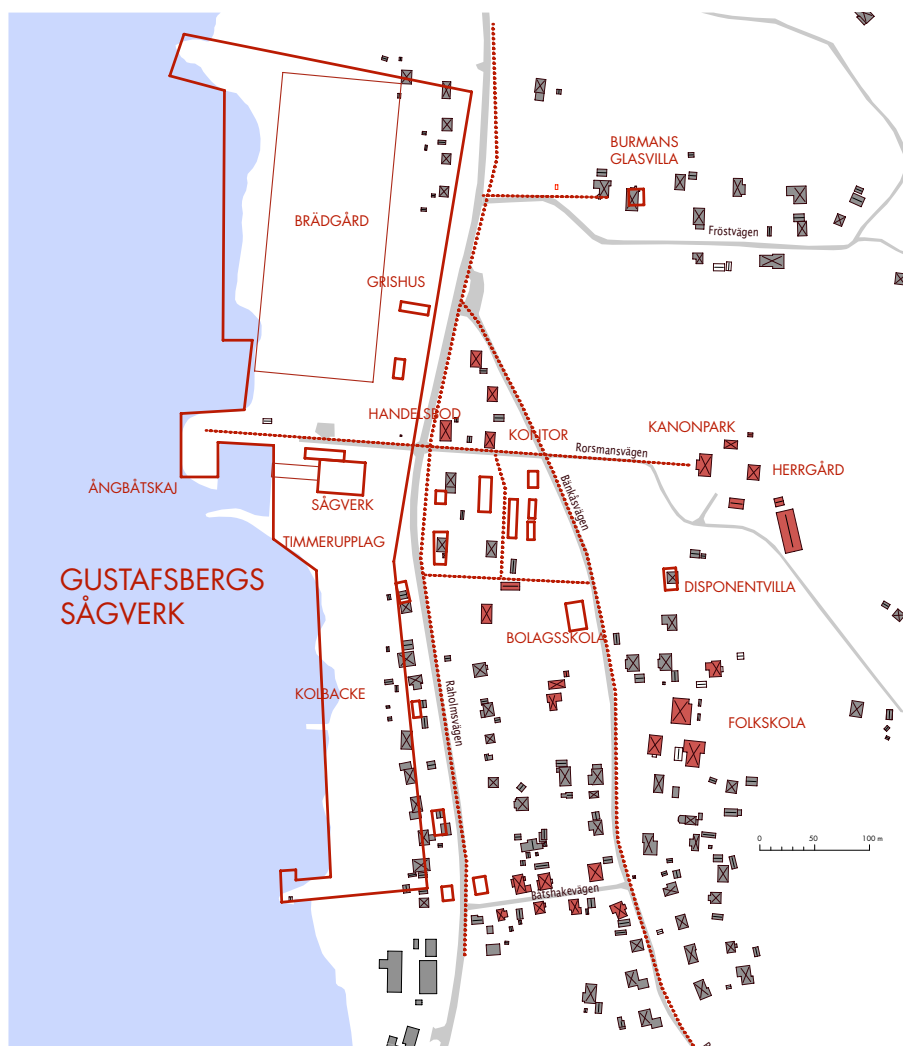 BURMANS
GLASVILLA
BRÄDGÅRD
Fröstvägen
GRISHUS
HANDELSBOD
KONTOR
KANONPARK
Rorsmansvägen
HERRGÅRD
ÅNGBÅTSKAJ
SÅGVERK
Bänkåsvägen
TIMMERUPPLAG
GUSTAFSBERGS
SÅGVERK
DISPONENTVILLA
BOLAGSSKOLA
KOLBACKE
Raholmsvägen
FOLKSKOLA
0 50 100 m
Båtshakevägen